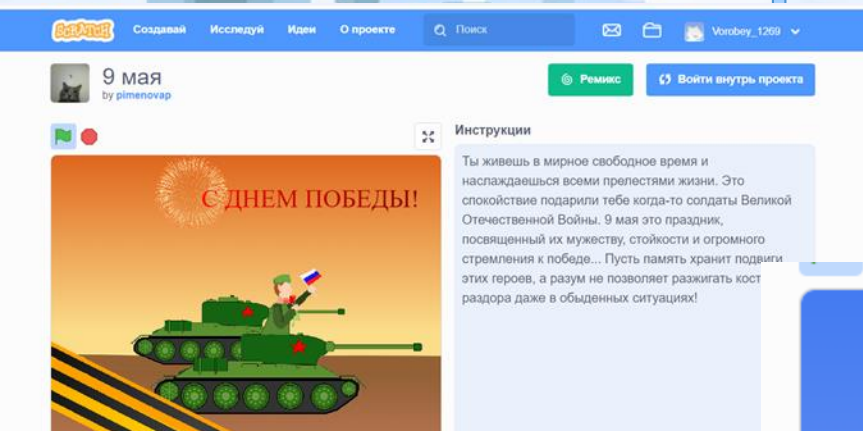 SCRATCH Создавай Исследуй Идеи О проекте Поиск Vorobey_1269
9 мая
by pimenovap
Ремикс Войти внутрь проекта
Инструкции
С ДНЕМ ПОБЕДЫ!
Ты живешь в мирное свободное время и
наслаждаешься всеми прелестями жизни. Это
спокойствие подарили тебе когда-то солдаты Великой
Отечественной Войны. 9 мая это праздник,
посвященный их мужеству, стойкости и огромного
стремления к победе... Пусть память хранит подвиги
этих героев, а разум не позволяет разжигать кост
раздора даже в обыденных ситуациях!